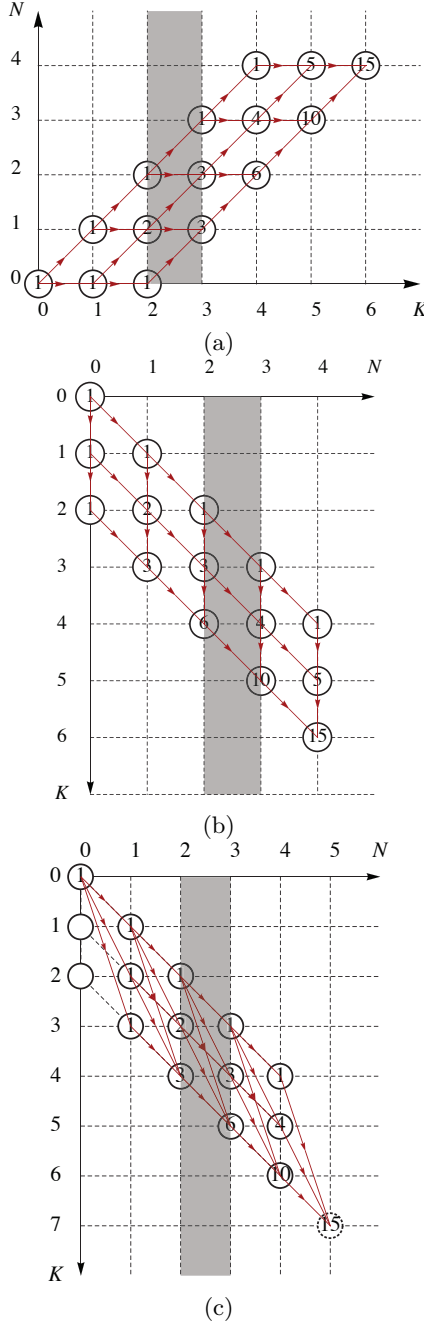 N
4 1 5 15
3 1 4 10
2 1 3 6
1 1 2 3
0 1 1 1
0 1 2 3 4 5 6 K
(a)
0 1 2 3 4 N
0 1
1 1 1
2 1 2 1
3 3 3 1
4 6 4 1
5 10 5
6 15
K
(b)
0 1 2 3 4 5 N
0 1
1 1
2 1 1
3 1 2 1
4 3 3 1
5 6 4
6 10
7 15
K
(c)